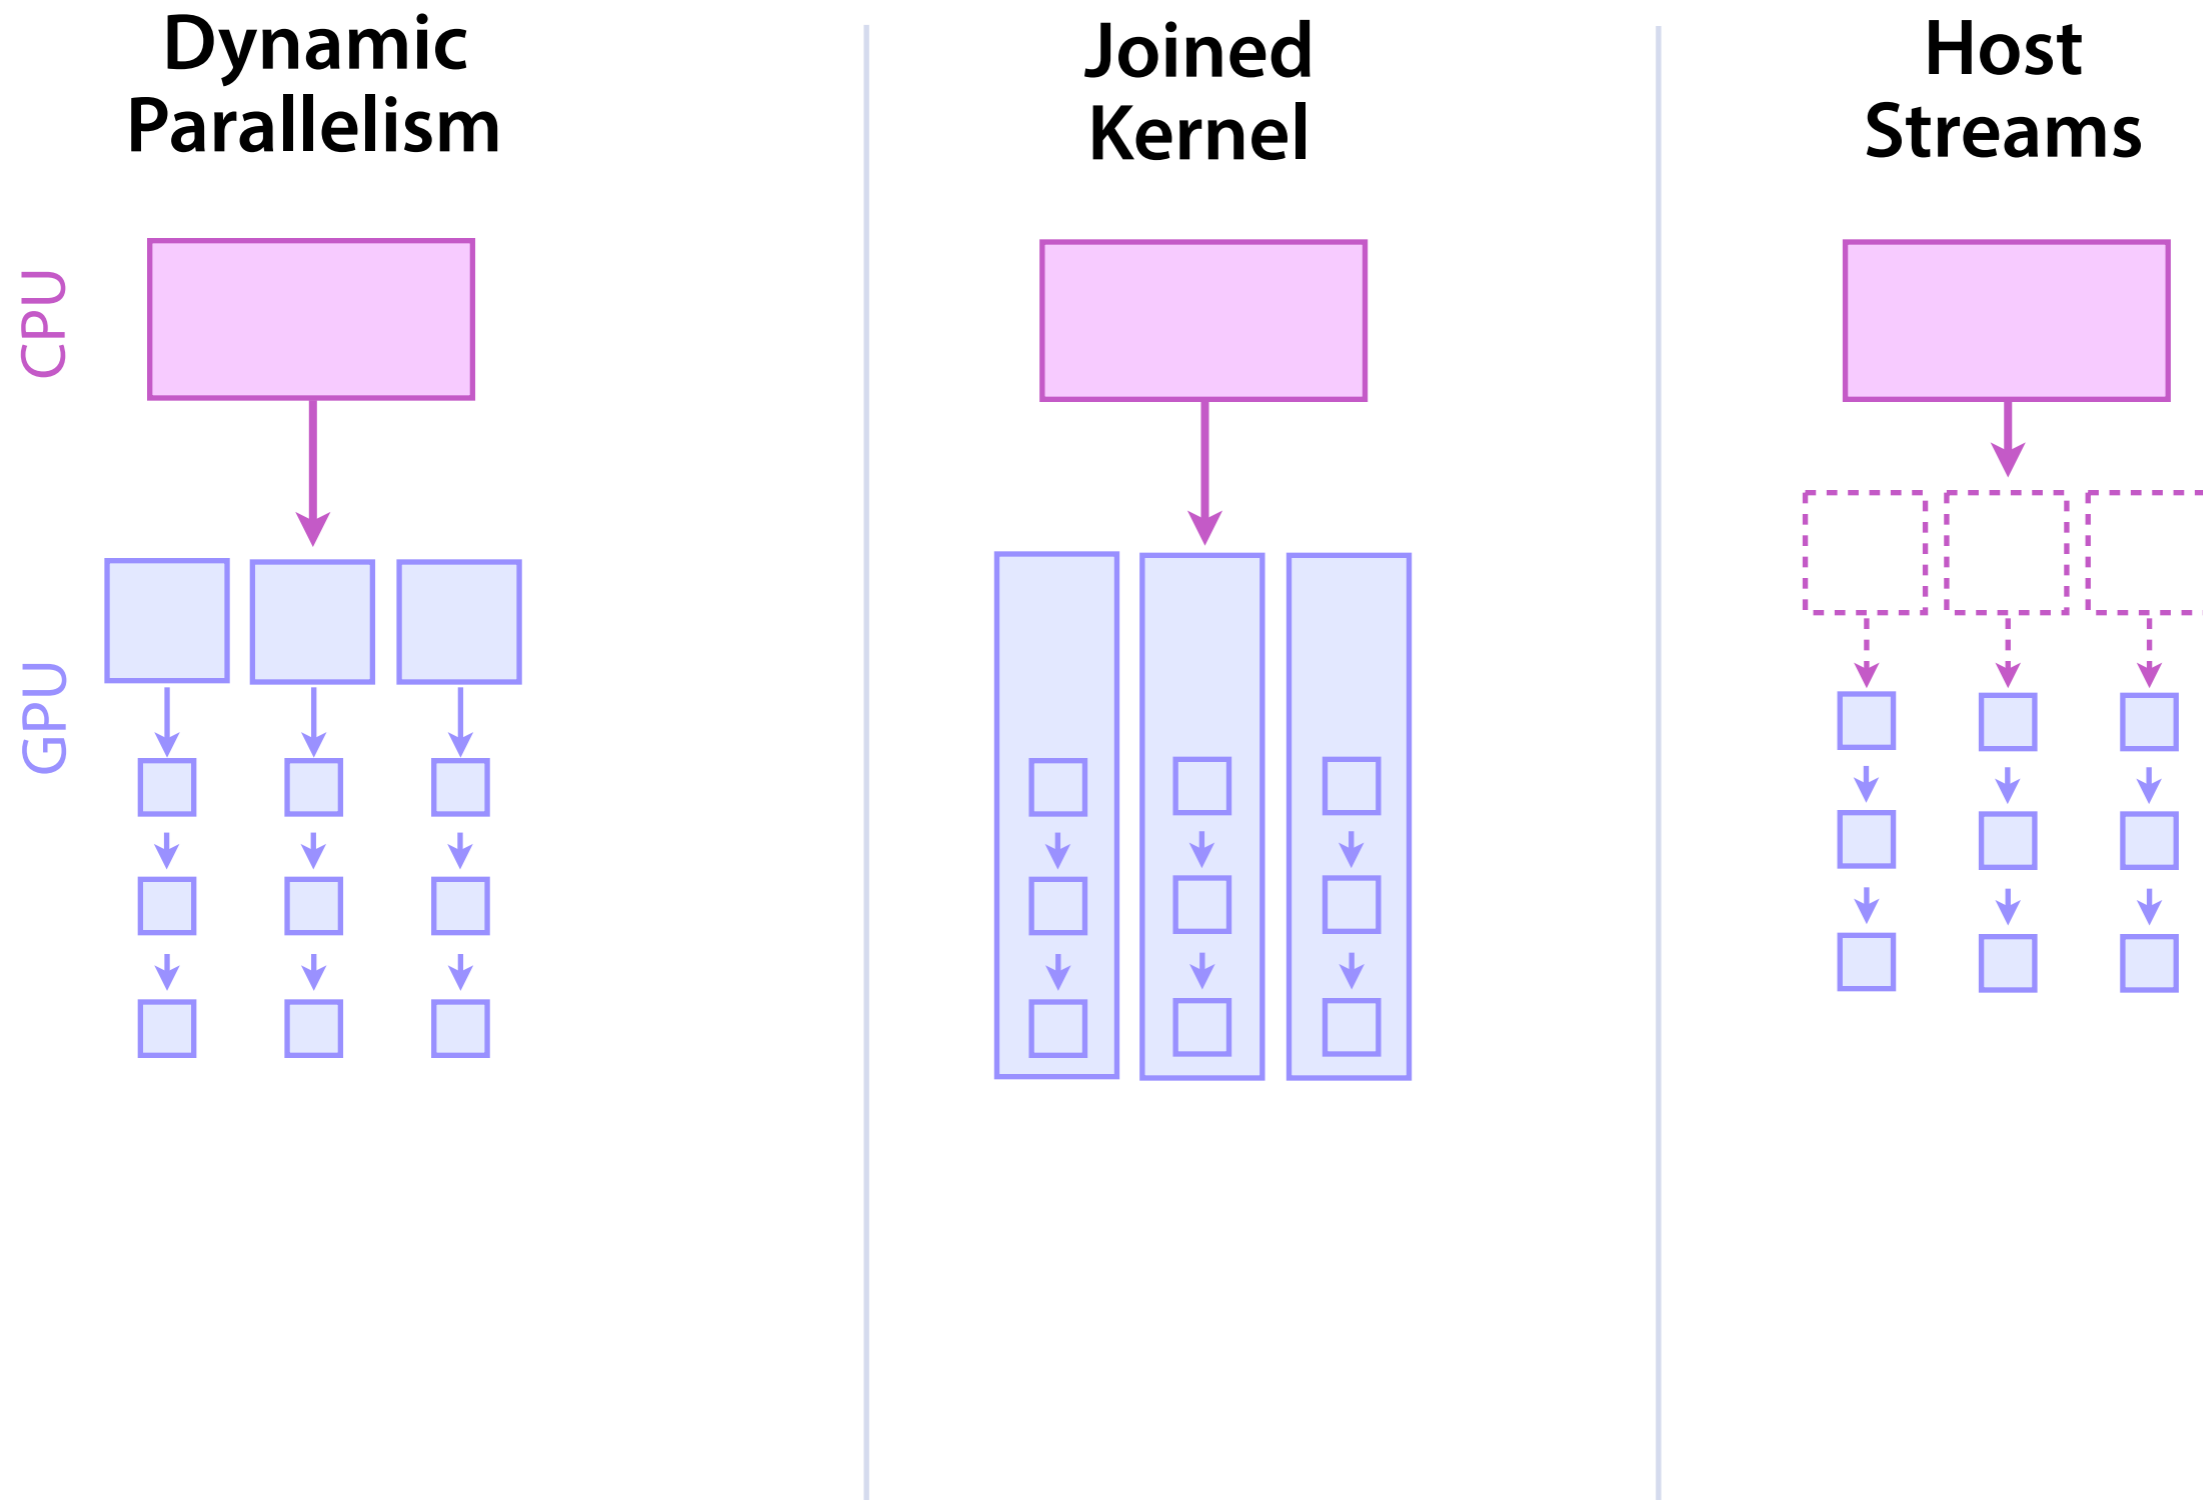 Dynamic
Parallelism
Joined
Kernel
Host
Streams
CPU
GPU